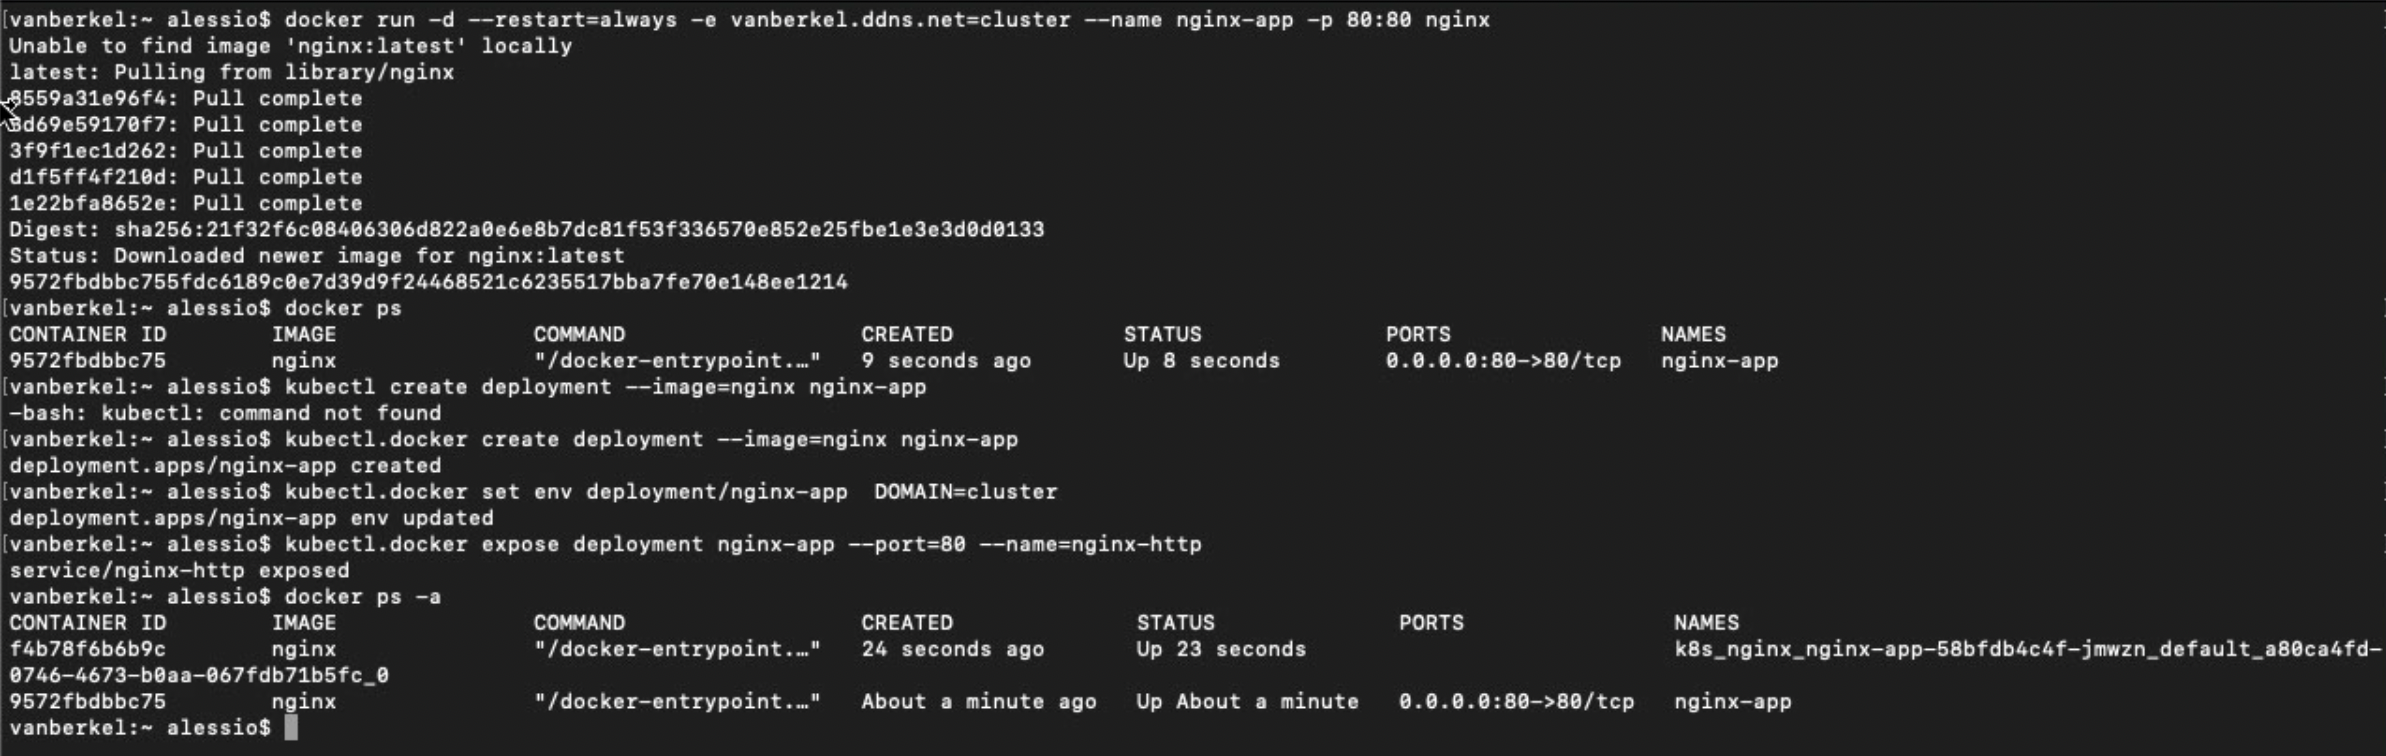 [vanberkel:~ alessio$ docker run -d --restart=always -e vanberkel.ddns.net=cluster --name nginx-app -p 80:80 nginx
Unable to find image 'nginx:latest' locally
latest: Pulling from library/nginx
8559a31e96f4: Pull complete
8d69e59170f7: Pull complete
3f9f1ec1d262: Pull complete
d1f5ff4f210d: Pull complete
1e22bfa8652e: Pull complete
Digest: sha256:21f32f6c08406306d822a0e6e8b7dc81f53f336570e852e25fbe1e3e3d0d0133
Status: Downloaded newer image for nginx:latest
9572fbdbbc755fdc6189c0e7d39d9f24468521c6235517bba7fe70e148ee1214
[vanberkel:~ alessio$ docker ps
CONTAINER ID IMAGE COMMAND CREATED STATUS PORTS NAMES
9572fbdbbc75 nginx "/docker-entrypoint.…" 9 seconds ago Up 8 seconds 0.0.0.0:80->80/tcp nginx-app
[vanberkel:~ alessio$ kubectl create deployment --image=nginx nginx-app
-bash: kubectl: command not found
[vanberkel:~ alessio$ kubectl.docker create deployment --image=nginx nginx-app
deployment.apps/nginx-app created
[vanberkel:~ alessio$ kubectl.docker set env deployment/nginx-app  DOMAIN=cluster
deployment.apps/nginx-app env updated
[vanberkel:~ alessio$ kubectl.docker expose deployment nginx-app --port=80 --name=nginx-http
service/nginx-http exposed
vanberkel:~ alessio$ docker ps -a
CONTAINER ID IMAGE COMMAND CREATED STATUS PORTS NAMES
f4b78f6b6b9c nginx "/docker-entrypoint.…" 24 seconds ago Up 23 seconds k8s_nginx_nginx-app-58bfdb4c4f-jmwzn_default_a80ca4fd-
0746-4673-b0aa-067fdb71b5fc_0
9572fbdbbc75 nginx "/docker-entrypoint.…" About a minute ago Up About a minute 0.0.0.0:80->80/tcp nginx-app
vanberkel:~ alessio$